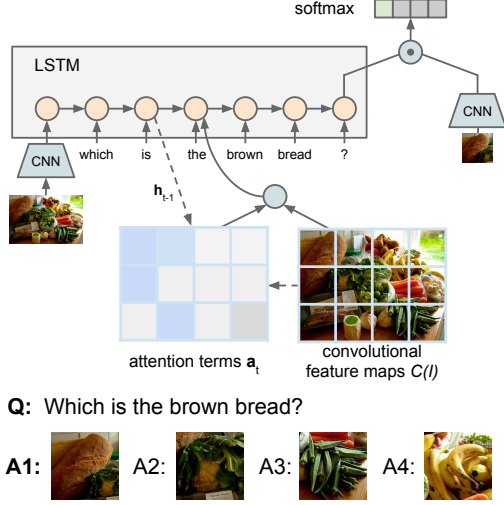 softmax
LSTM
CNN
which is the brown bread ?
CNN
h t-1
attention terms a t
convolutional
feature maps C(I)
Q: Which is the brown bread?
A1: A2: A3: A4: